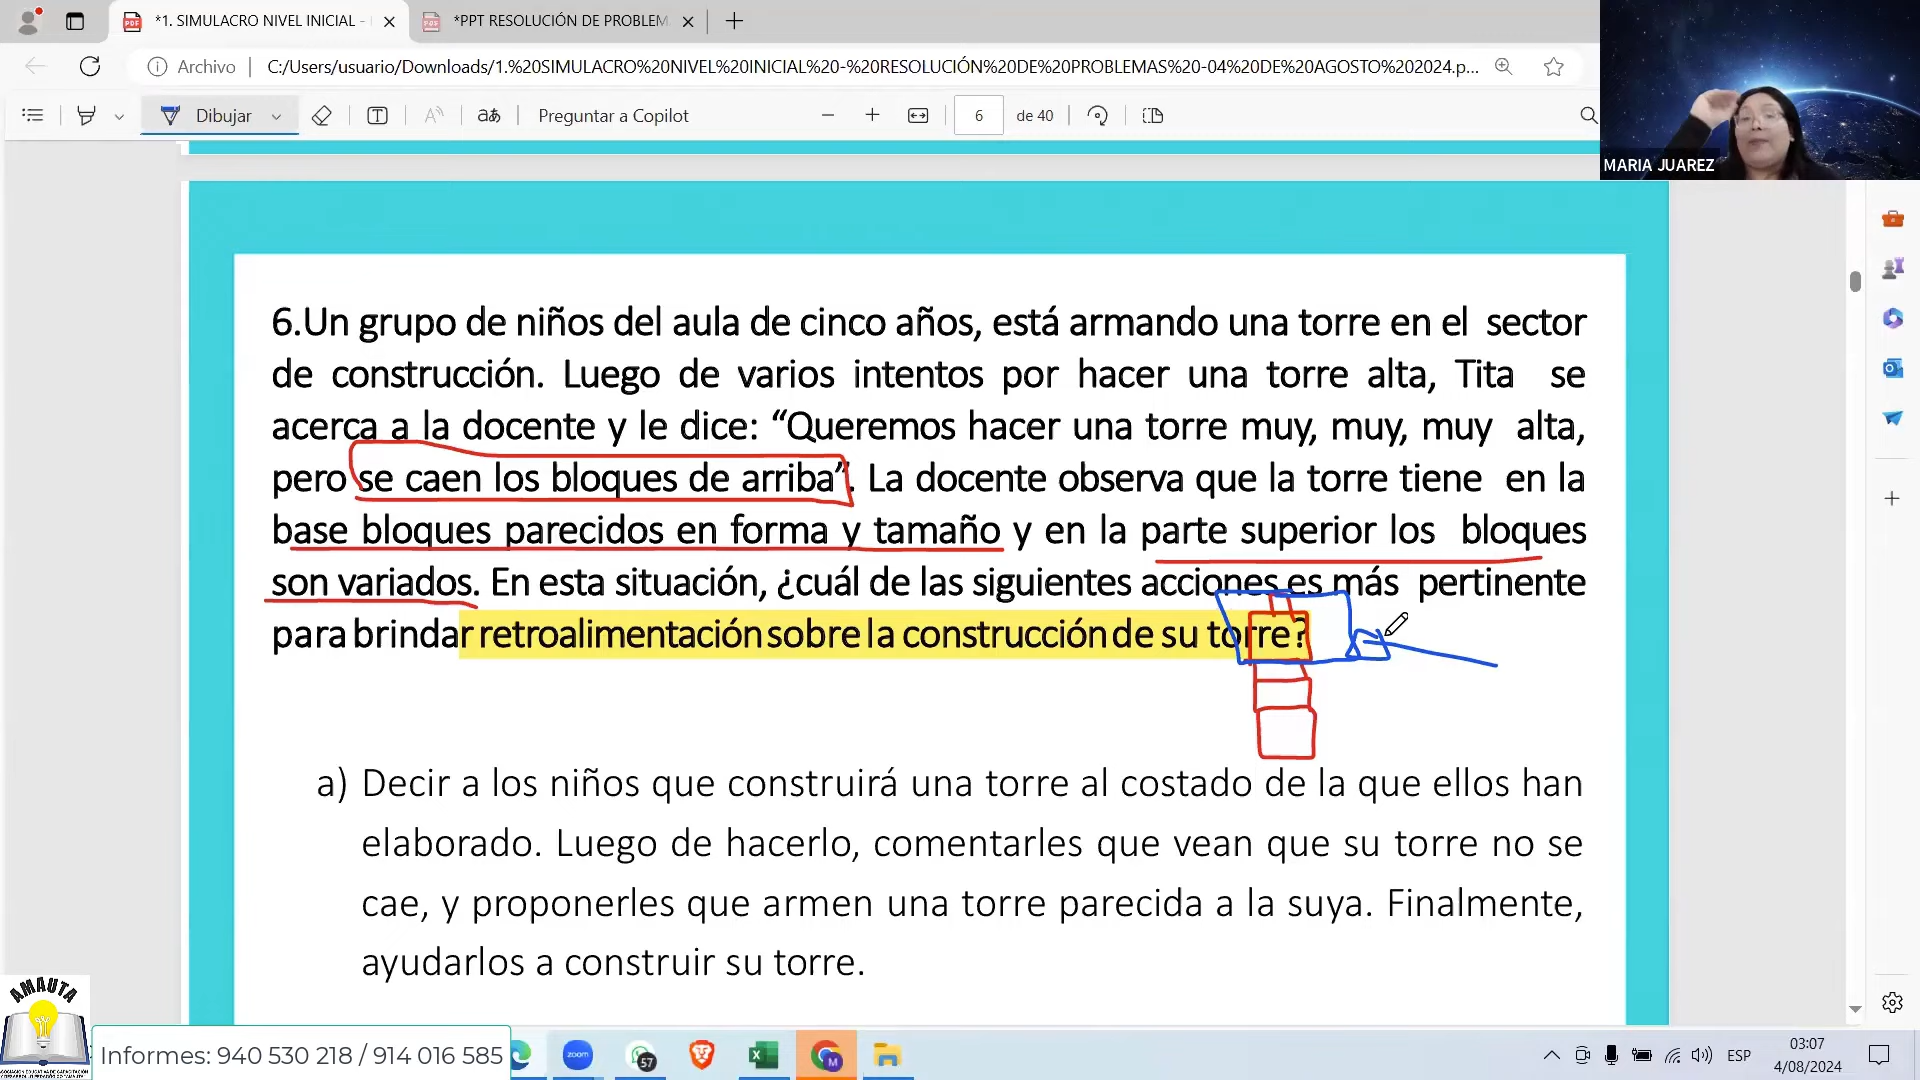 *1. SIMULACRO NIVEL INICIAL -
*PPT RESOLUCIÓN DE PROBLEM
Archivo
C:/Users/usuario/Downloads/1.%20SIMULACRO%20NIVEL%20INICIAL%20-%20RESOLUCIÓN%20DE%20PROBLEMAS%20-04%20DE%20AGOSTO%202024.p...
Dibujar
Preguntar a Copilot
6
de 40
MARIA JUAREZ
6.Un grupo de niños del aula de cinco años, está armando una torre en el sector
de construcción. Luego de varios intentos por hacer una torre alta, Tita se
acerca a la docente y le dice: “Queremos hacer una torre muy, muy, muy alta,
pero se caen los bloques de arriba”. La docente observa que la torre tiene en la
base bloques parecidos en forma y tamaño y en la parte superior los bloques
son variados. En esta situación, ¿cuál de las siguientes acciones es más pertinente
para brindar retroalimentación sobre la construcción de su torre?
a) Decir a los niños que construirá una torre al costado de la que ellos han
elaborado. Luego de hacerlo, comentarles que vean que su torre no se
cae, y proponerles que armen una torre parecida a la suya. Finalmente,
ayudarlos a construir su torre.
AMAUTA
Informes: 940 530 218 / 914 016 585
zoom
57
M
ESP
03:07
4/08/2024